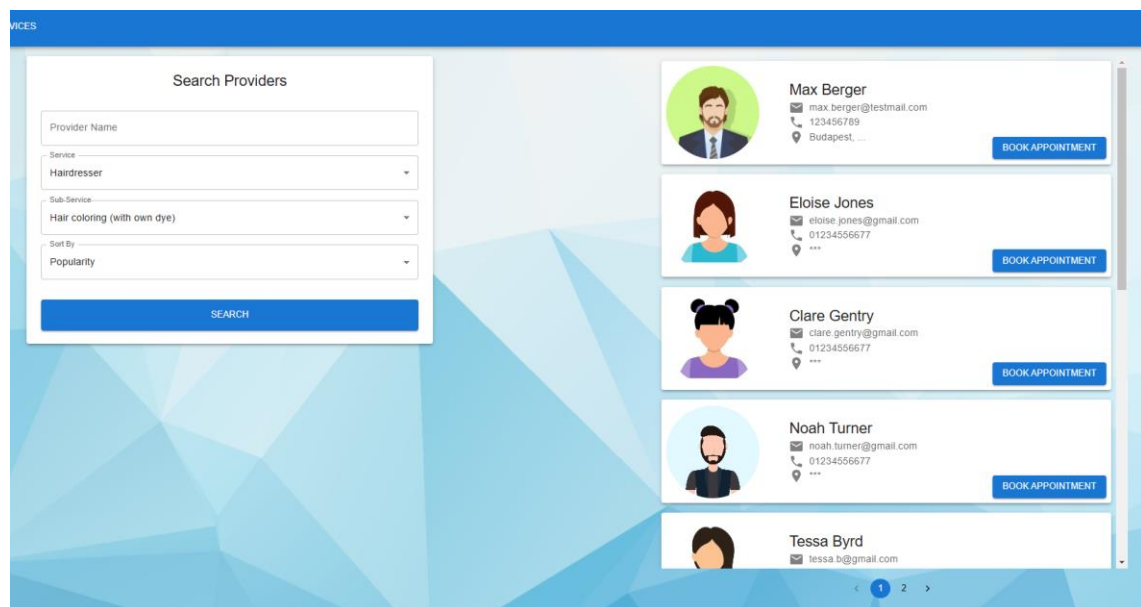 VICES
Search Providers
Provider Name
Service
Hairdresser
Sub-Service
Hair coloring (with own dye)
Sort By
Popularity
SEARCH
Max Berger
max.berger@testmail.com
123456789
Budapest, ...
BOOK APPOINTMENT
Eloise Jones
eloise.jones@gmail.com
01234556677
***
BOOK APPOINTMENT
Clare Gentry
clare.gentry@gmail.com
01234556677
***
BOOK APPOINTMENT
Noah Turner
noah.turner@gmail.com
01234556677
***
BOOK APPOINTMENT
Tessa Byrd
tessa.b@gmail.com
< 1 2 >